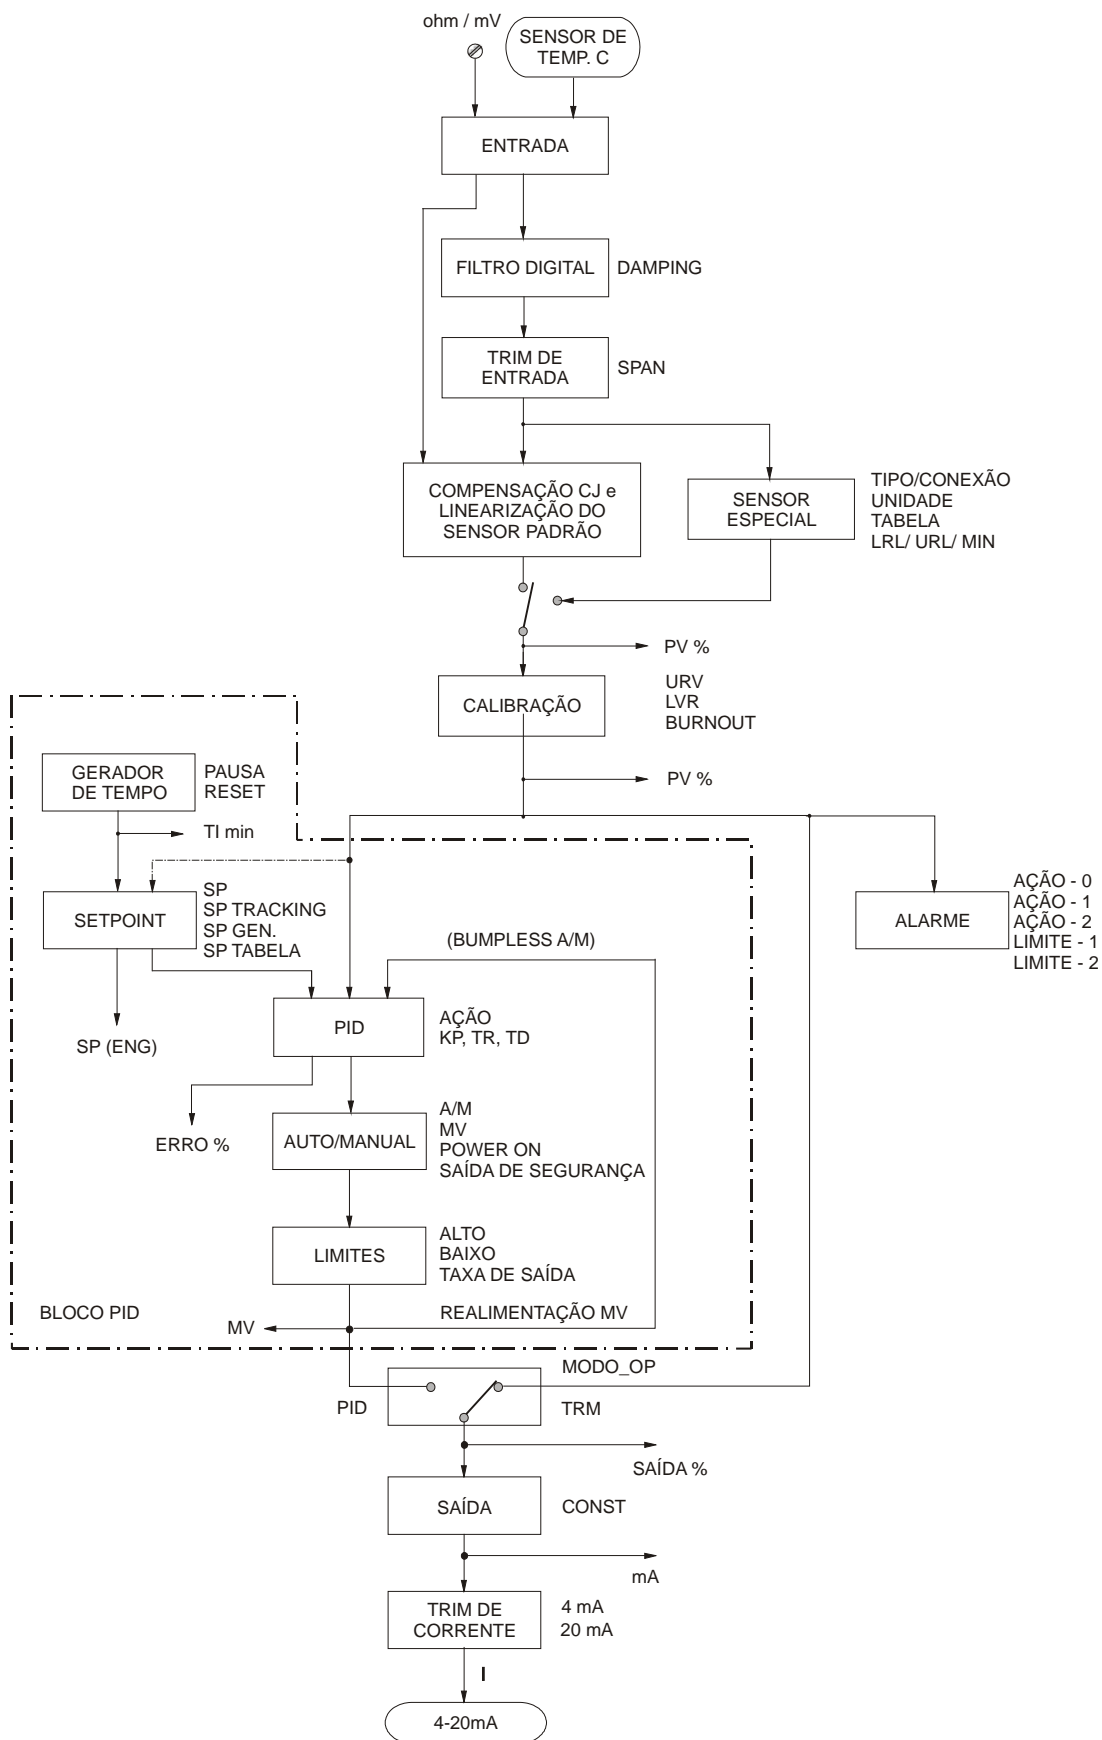 ohm / mV
SENSOR DE
TEMP. C
ENTRADA
FILTRO DIGITAL
DAMPING
TRIM DE
ENTRADA
SPAN
COMPENSAÇÃO CJ e
LINEARIZAÇÃO DO
SENSOR PADRÃO
SENSOR
ESPECIAL
TIPO/CONEXÃO
UNIDADE
TABELA
LRL/ URL/ MIN
PV %
CALIBRAÇÃO
URV
LVR
BURNOUT
PV %
GERADOR
DE TEMPO
PAUSA
RESET
TI min
SETPOINT
SP
SP TRACKING
SP GEN.
SP TABELA
ALARME
AÇÃO - 0
AÇÃO - 1
AÇÃO - 2
LIMITE - 1
LIMITE - 2
(BUMPLESS A/M)
PID
AÇÃO
KP, TR, TD
SP (ENG)
ERRO %
AUTO/MANUAL
A/M
MV
POWER ON
SAÍDA DE SEGURANÇA
LIMITES
ALTO
BAIXO
TAXA DE SAÍDA
BLOCO PID
MV
REALIMENTAÇÃO MV
MODO_OP
PID
TRM
SAÍDA %
SAÍDA
CONST
mA
TRIM DE
CORRENTE
4 mA
20 mA
I
4-20mA